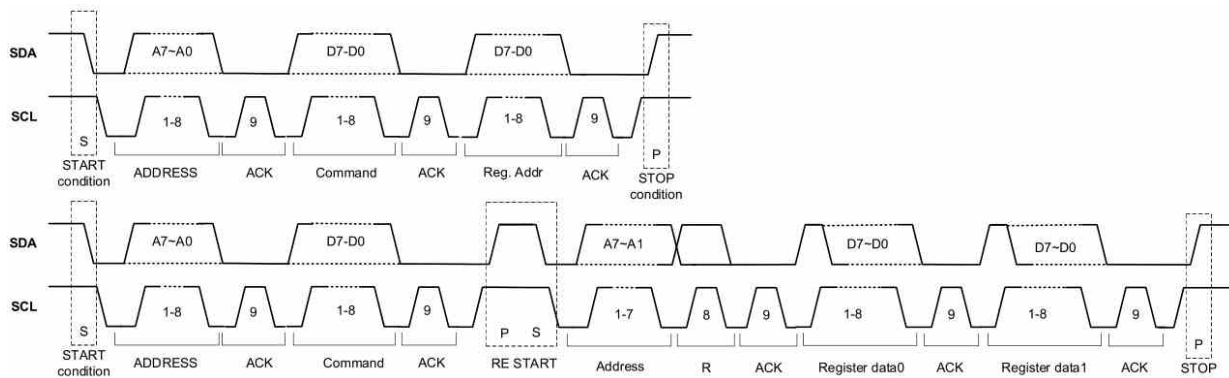 SDA A7~A0 D7-D0 D7-D0
SCL 1-8 9 1-8 9 1-8 9
S P
START condition ADDRESS ACK Command ACK Reg. Addr ACK STOP condition
SDA A7~A0 D7-D0 A7~A1 D7~D0 D7~D0
SCL 1-8 9 1-8 9 1-7 8 9 1-8 9 1-8 9
S P S P
START condition ADDRESS ACK Command ACK RE START Address R ACK Register data0 ACK Register data1 ACK STOP